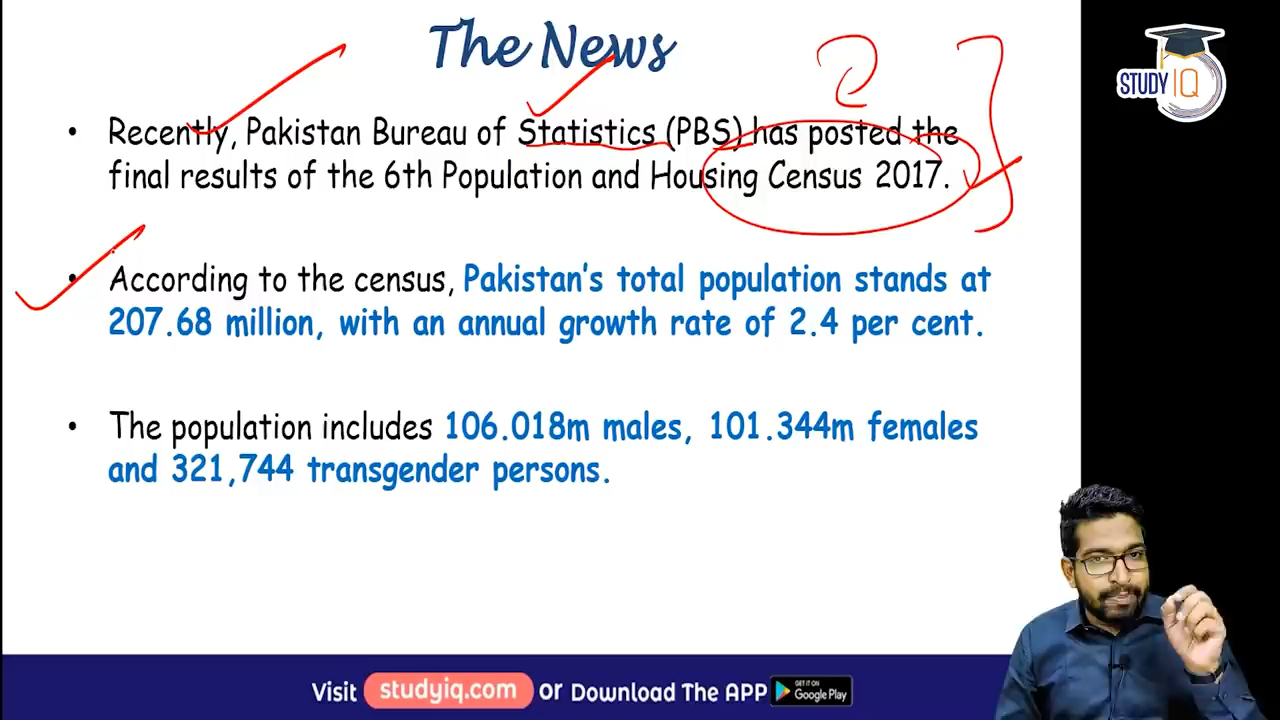 The News
STUDY IQ
• Recently, Pakistan Bureau of Statistics (PBS) has posted the
final results of the 6th Population and Housing Census 2017.
• According to the census, Pakistan's total population stands at
207.68 million, with an annual growth rate of 2.4 per cent.
• The population includes 106.018m males, 101.344m females
and 321,744 transgender persons.
Visit studyiq.com or Download The APP GET IT ON Google Play